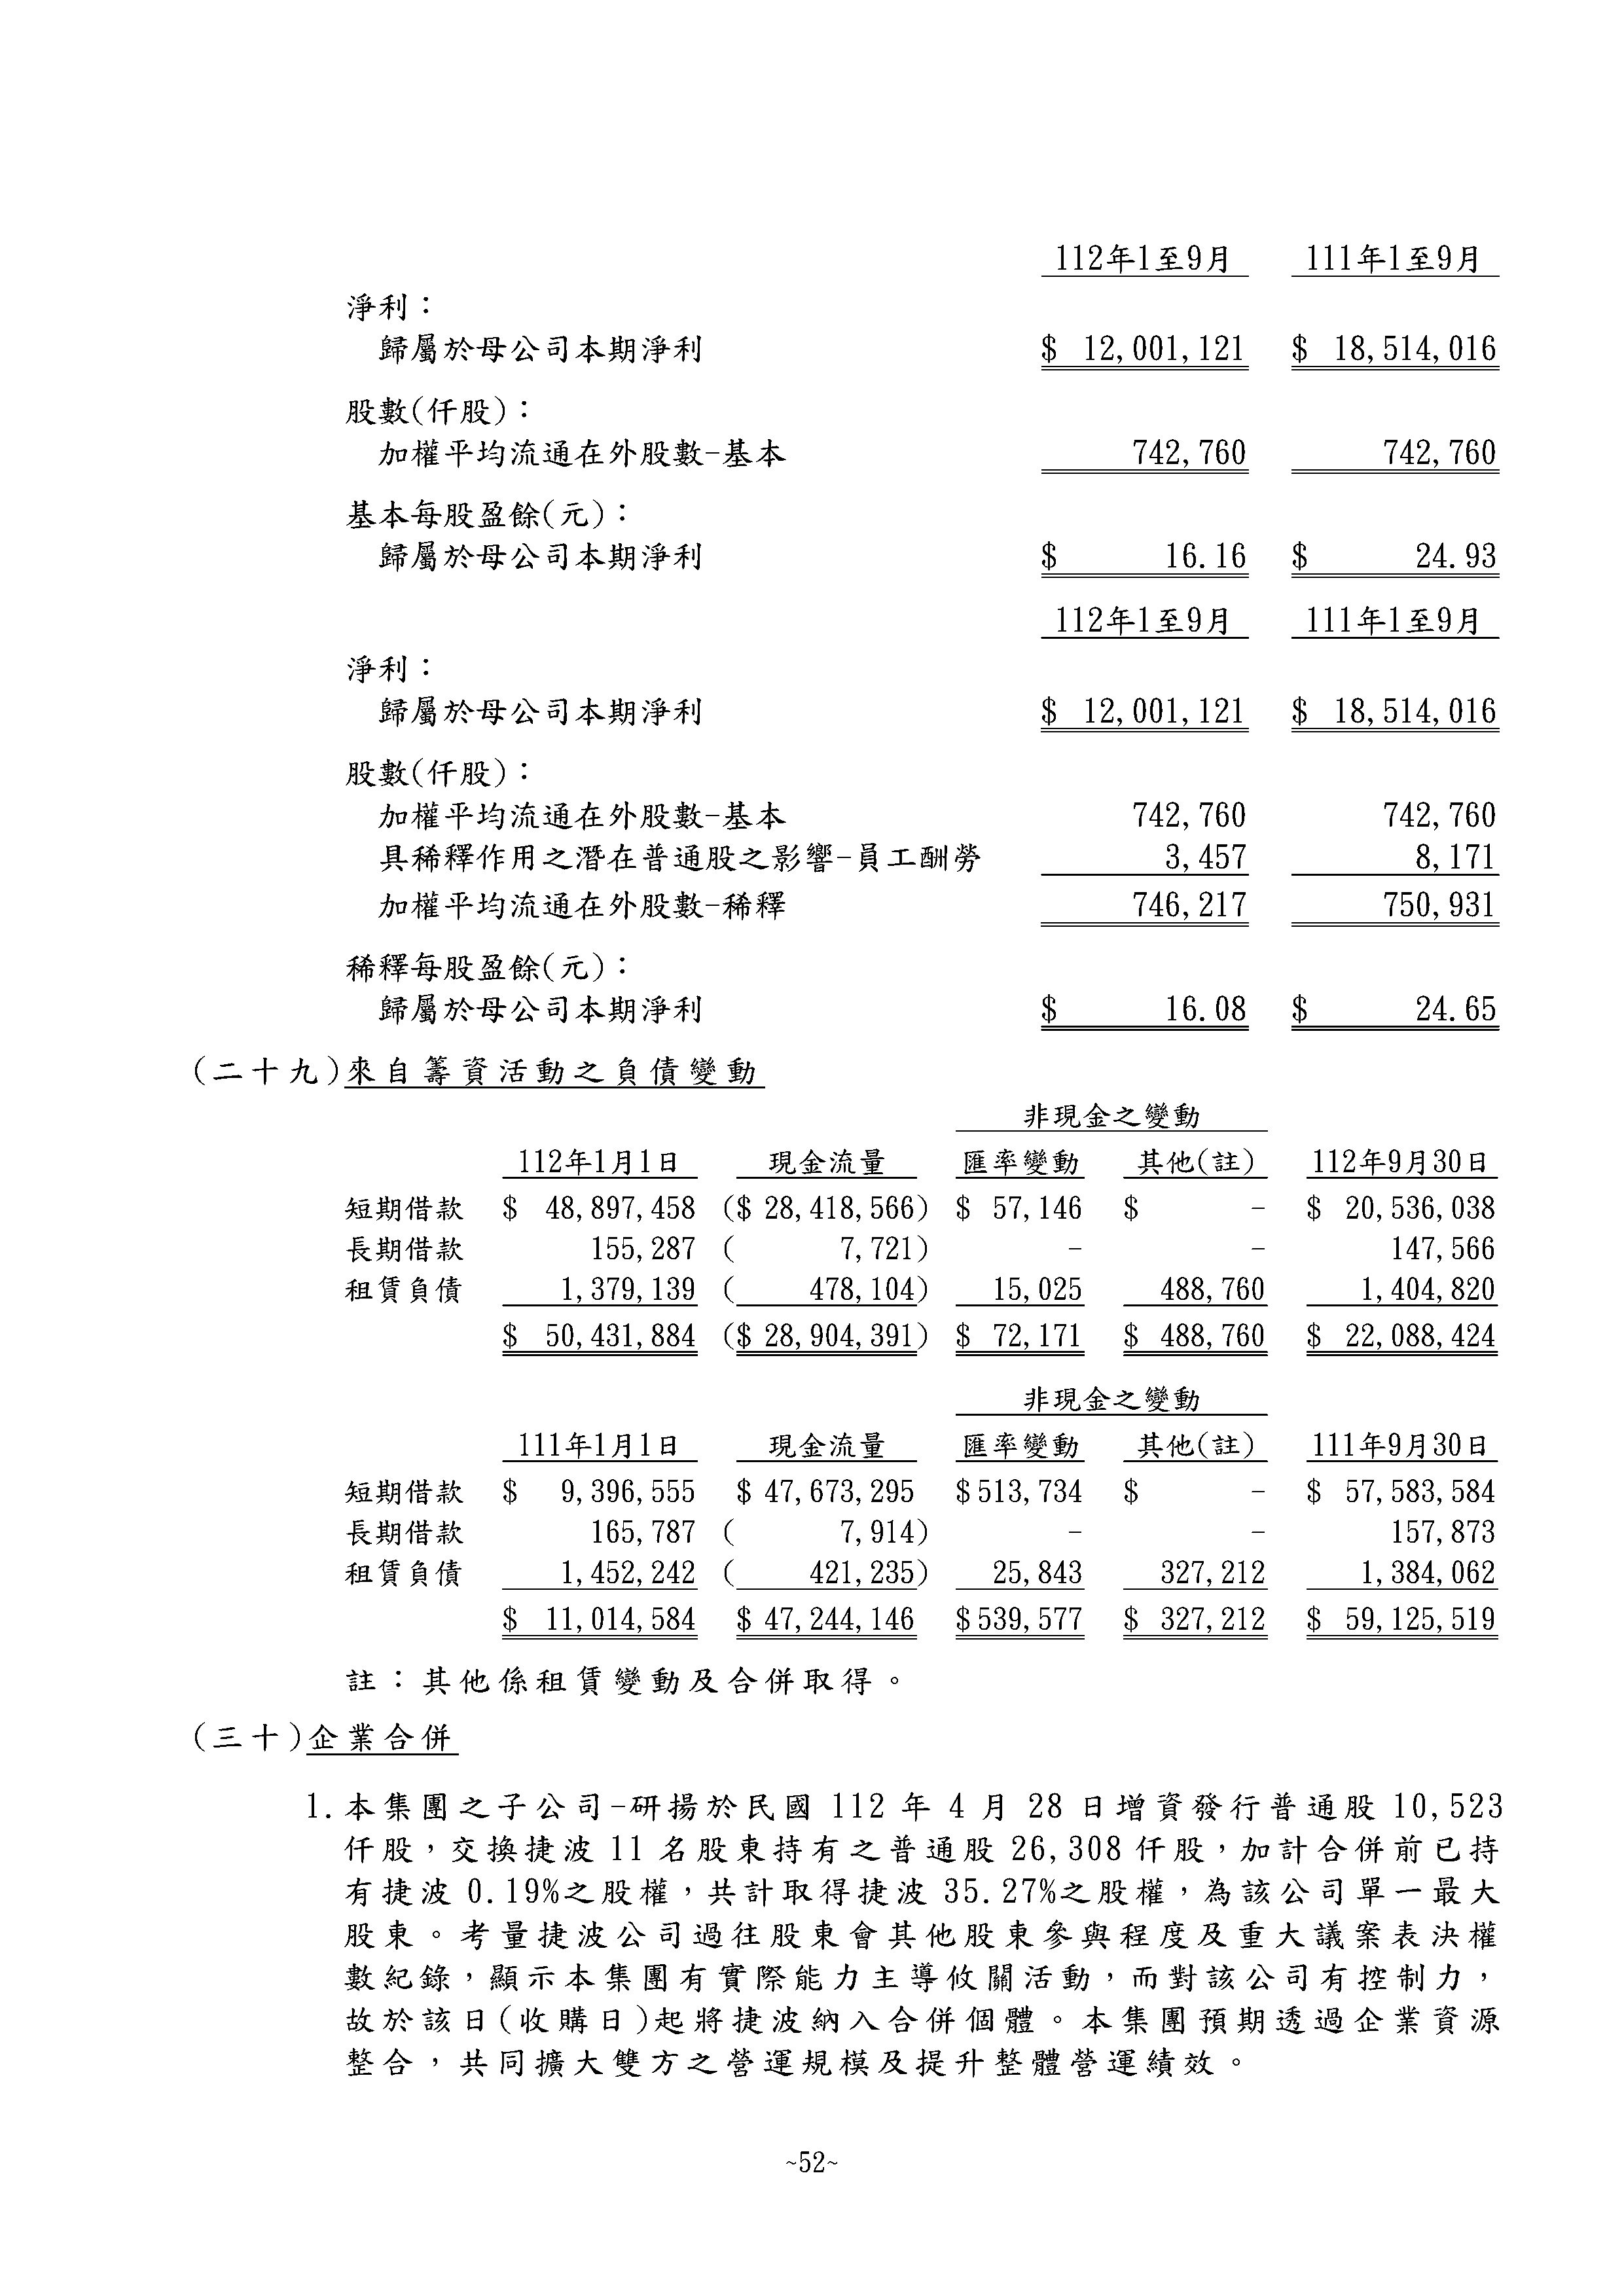 112年1至9月 111年1至9月
淨利：
歸屬於母公司本期淨利 $ 12,001,121 $ 18,514,016
股數(仟股)：
加權平均流通在外股數-基本 742,760 742,760
基本每股盈餘(元)：
歸屬於母公司本期淨利 $ 16.16 $ 24.93
112年1至9月 111年1至9月
淨利：
歸屬於母公司本期淨利 $ 12,001,121 $ 18,514,016
股數(仟股)：
加權平均流通在外股數-基本 742,760 742,760
具稀釋作用之潛在普通股之影響-員工酬勞 3,457 8,171
加權平均流通在外股數-稀釋 746,217 750,931
稀釋每股盈餘(元)：
歸屬於母公司本期淨利 $ 16.08 $ 24.65
(二十九)來自籌資活動之負債變動
非現金之變動
112年1月1日 現金流量 匯率變動 其他(註) 112年9月30日
短期借款 $ 48,897,458 ($ 28,418,566) $ 57,146 $ - $ 20,536,038
長期借款 155,287 ( 7,721) - - 147,566
租賃負債 1,379,139 ( 478,104) 15,025 488,760 1,404,820
$ 50,431,884 ($ 28,904,391) $ 72,171 $ 488,760 $ 22,088,424
非現金之變動
111年1月1日 現金流量 匯率變動 其他(註) 111年9月30日
短期借款 $ 9,396,555 $ 47,673,295 $513,734 $ - $ 57,583,584
長期借款 165,787 ( 7,914) - - 157,873
租賃負債 1,452,242 ( 421,235) 25,843 327,212 1,384,062
$ 11,014,584 $ 47,244,146 $539,577 $ 327,212 $ 59,125,519
註：其他係租賃變動及合併取得。
(三十)企業合併
1.本集團之子公司-研揚於民國 112 年 4 月 28 日增資發行普通股 10,523
仟股，交換捷波 11 名股東持有之普通股 26,308 仟股，加計合併前已持
有捷波 0.19%之股權，共計取得捷波 35.27%之股權，為該公司單一最大
股東。考量捷波公司過往股東會其他股東參與程度及重大議案表決權
數紀錄，顯示本集團有實際能力主導攸關活動，而對該公司有控制力，
故於該日(收購日)起將捷波納入合併個體。本集團預期透過企業資源
整合，共同擴大雙方之營運規模及提升整體營運績效。
~52~